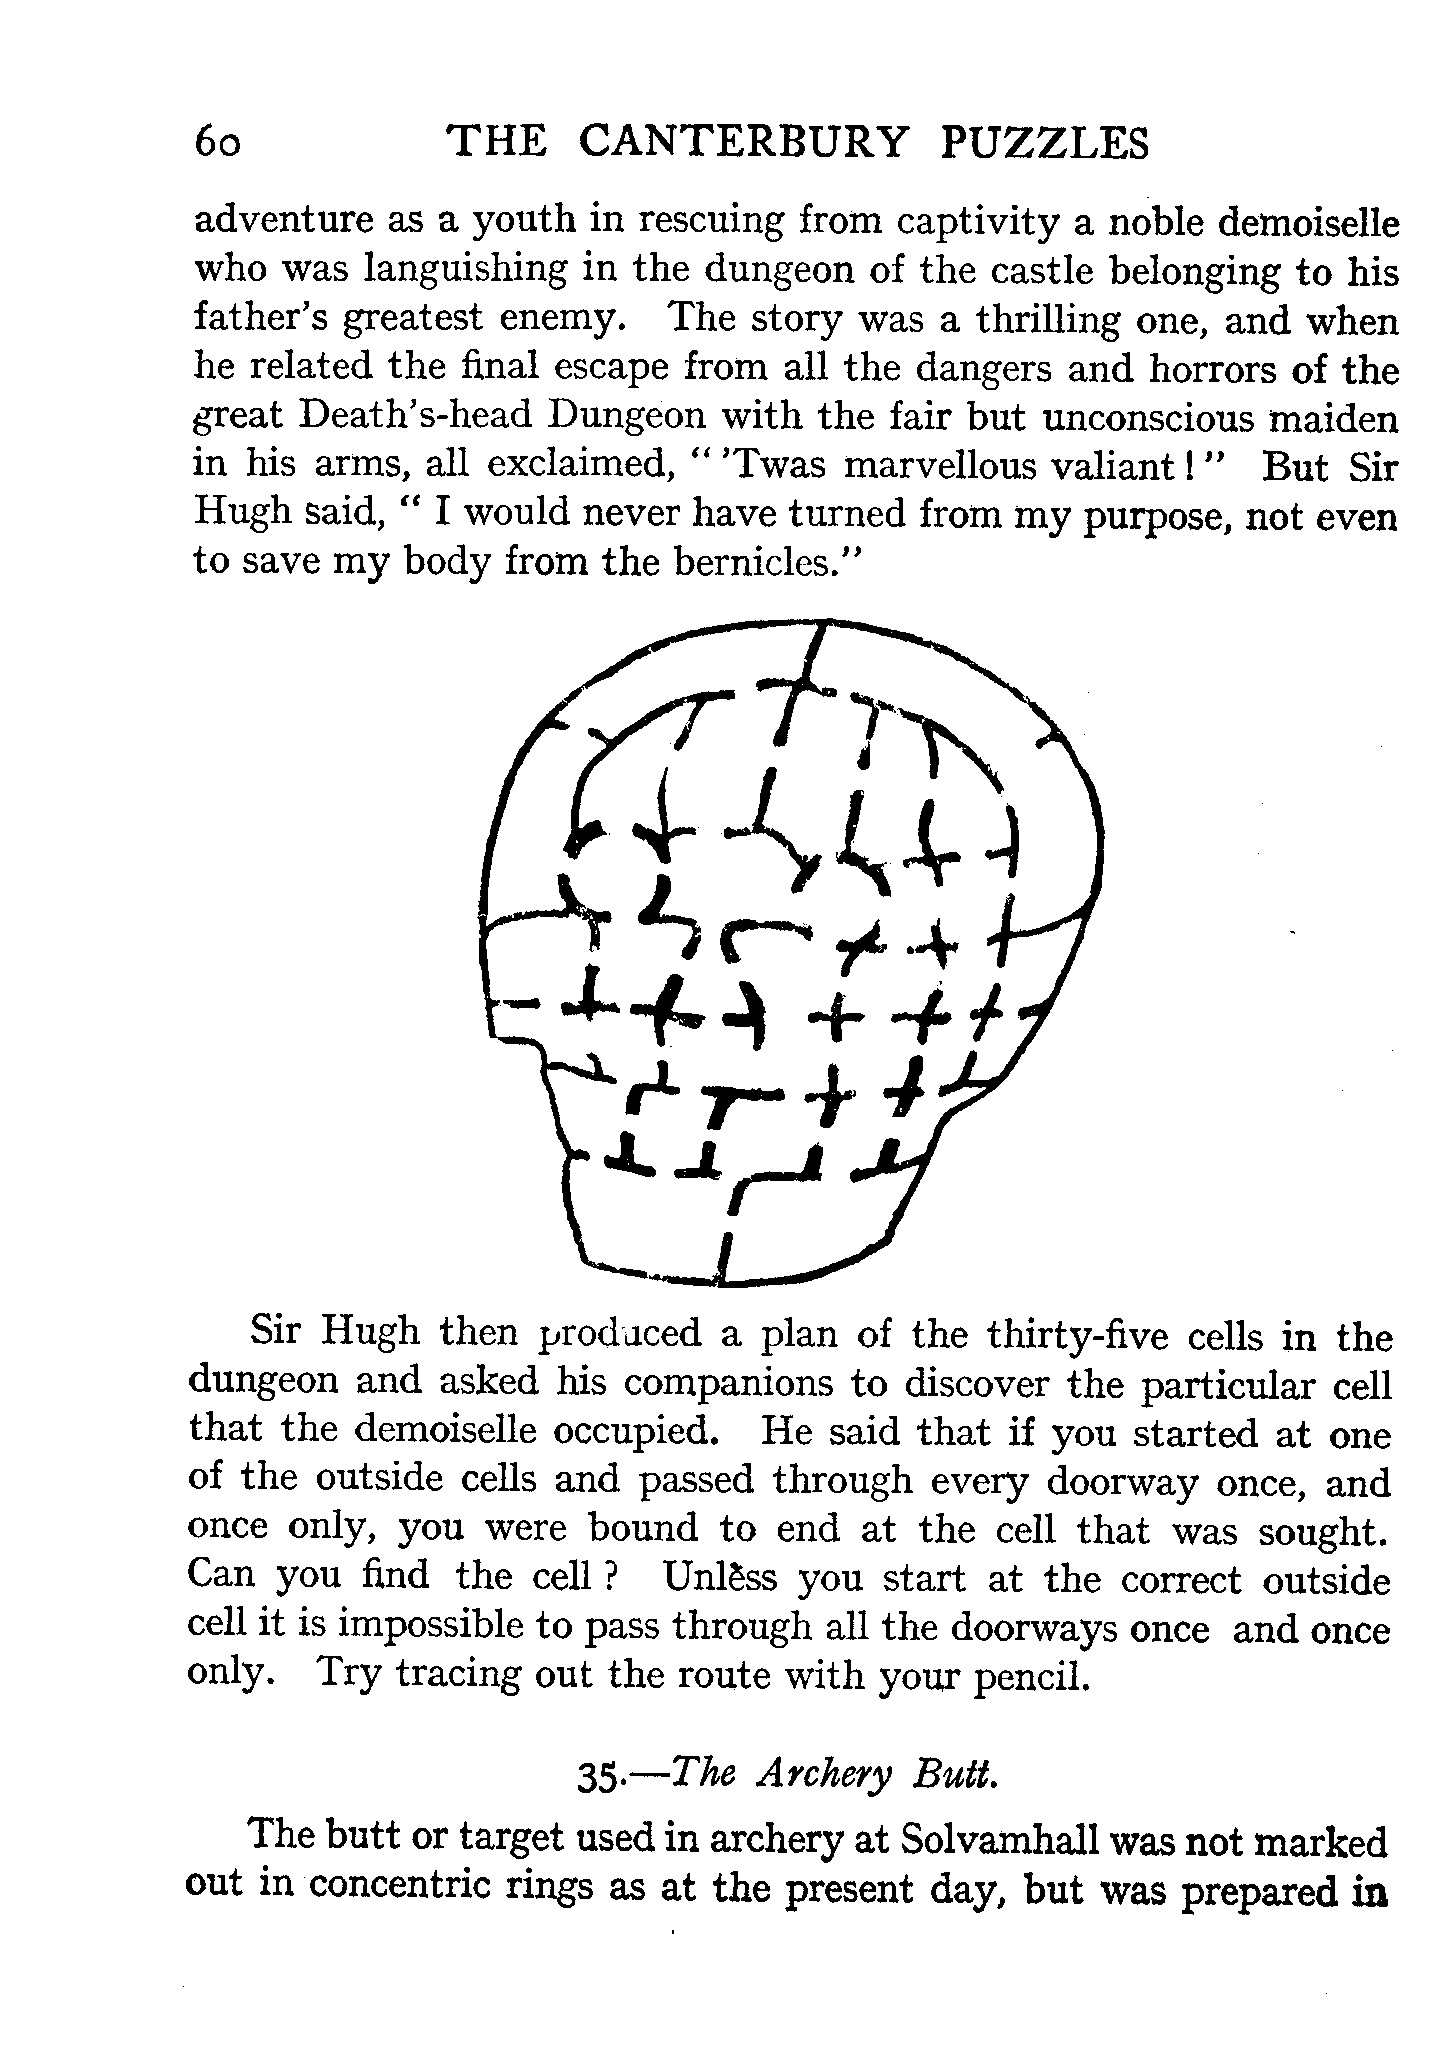 60 THE CANTERBURY PUZZLES
adventure as a youth in rescuing from captivity a noble demoiselle
who was languishing in the dungeon of the castle belonging to his
father's greatest enemy. The story was a thrilling one, and when
he related the final escape from all the dangers and horrors of the
great Death's-head Dungeon with the fair but unconscious maiden
in his arms, all exclaimed, “ 'Twas marvellous valiant ! ” But Sir
Hugh said, “ I would never have turned from my purpose, not even
to save my body from the bernicles.”
Sir Hugh then produced a plan of the thirty-five cells in the
dungeon and asked his companions to discover the particular cell
that the demoiselle occupied. He said that if you started at one
of the outside cells and passed through every doorway once, and
once only, you were bound to end at the cell that was sought.
Can you find the cell ? Unless you start at the correct outside
cell it is impossible to pass through all the doorways once and once
only. Try tracing out the route with your pencil.
35.—The Archery Butt.
The butt or target used in archery at Solvamhall was not marked
out in concentric rings as at the present day, but was prepared in